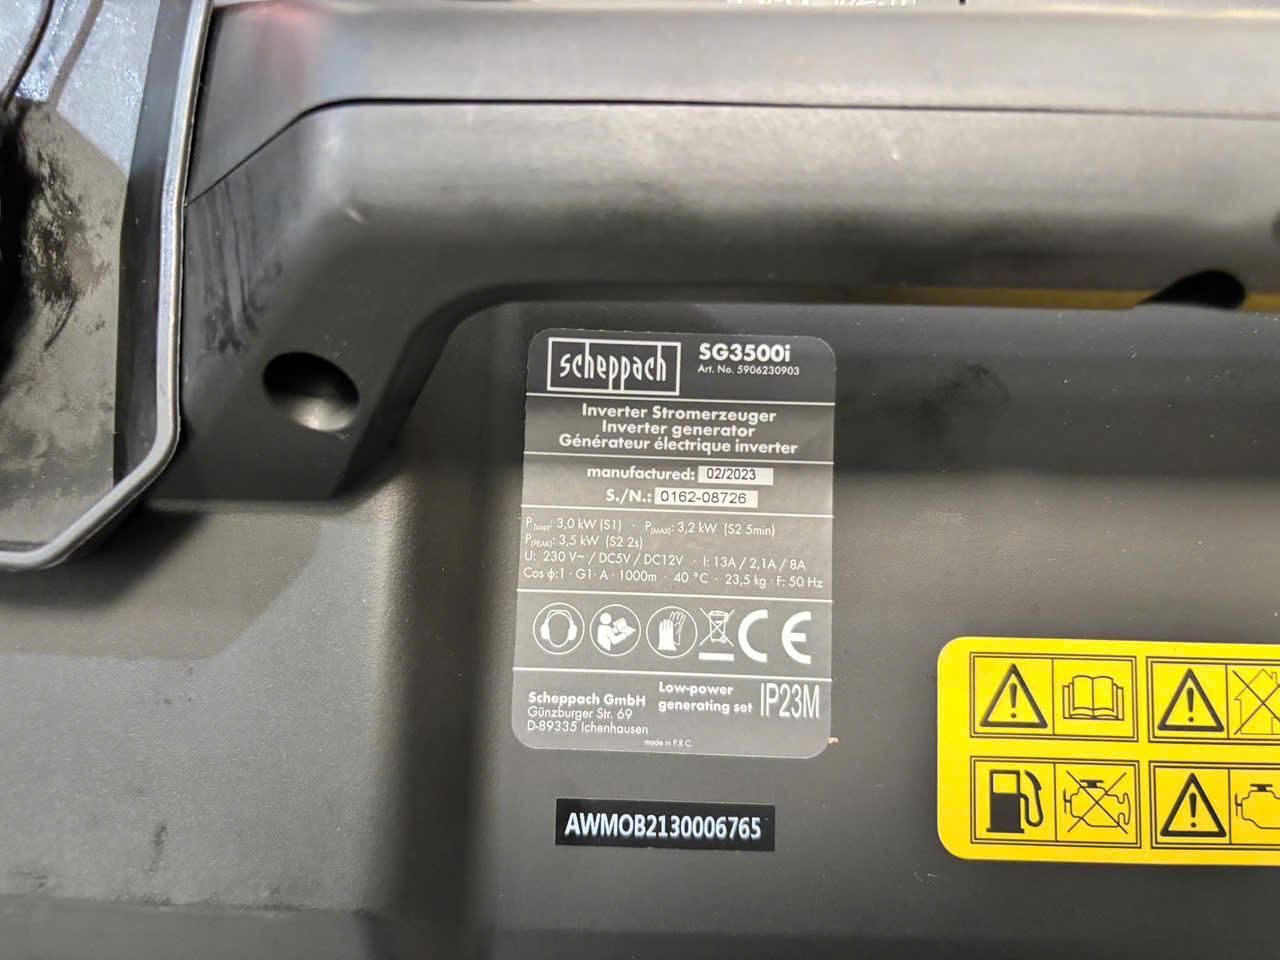 scheppach
SG3500i
Art. No. 5906230903
Inverter Stromerzeuger
Inverter generator
Générateur électrique inverter
manufactured: 02/2023
S./N.: 0162-08726
P(cop): 3,0 kW (S1) · P(MAX): 3,2 kW (S2 5min)
P(PEAK): 3,5 kW (S2 2s)
U: 230 V~ / DC5V / DC12V · I: 13A / 2,1A / 8A
Cos φ:1 · G1· A · 1000m · 40 °C · 23,5 kg · F: 50 Hz
CE
Scheppach GmbH
Günzburger Str. 69
D-89335 Ichenhausen
Low-power
generating set
IP23M
made in P.R.C.
AWMOB2130006765